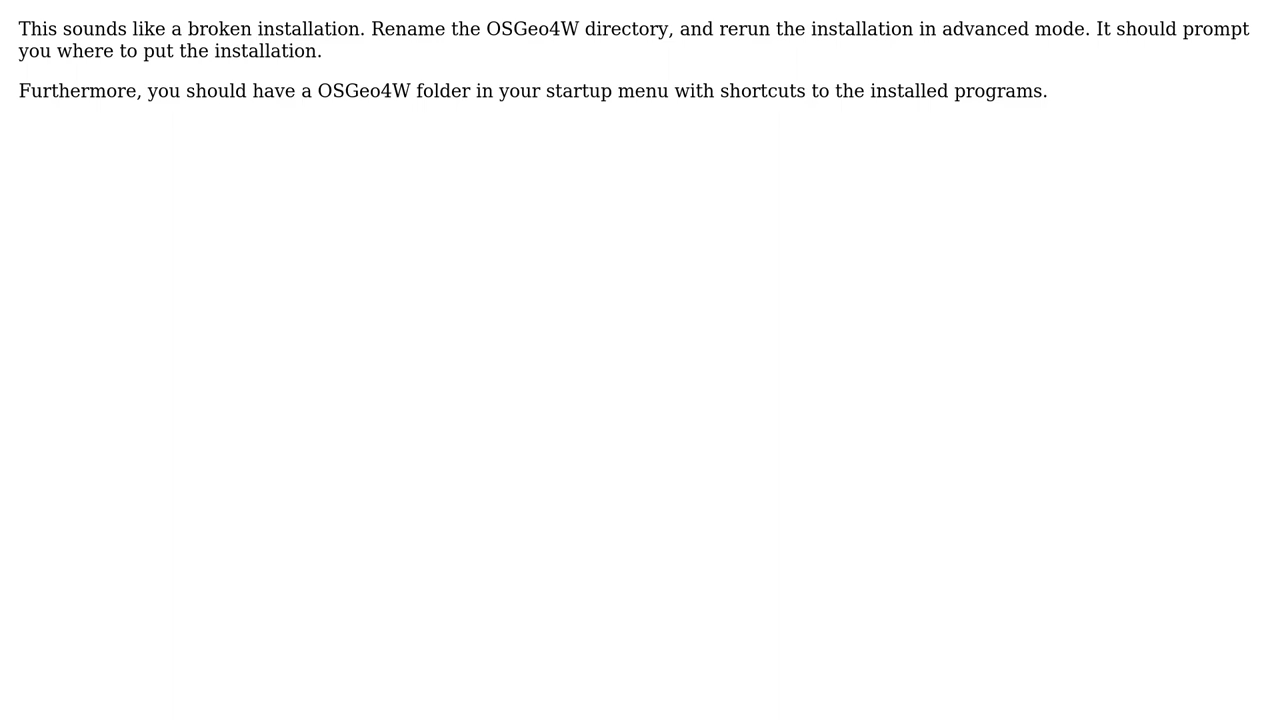 This sounds like a broken installation. Rename the OSGeo4W directory, and rerun the installation in advanced mode. It should prompt
you where to put the installation.
Furthermore, you should have a OSGeo4W folder in your startup menu with shortcuts to the installed programs.